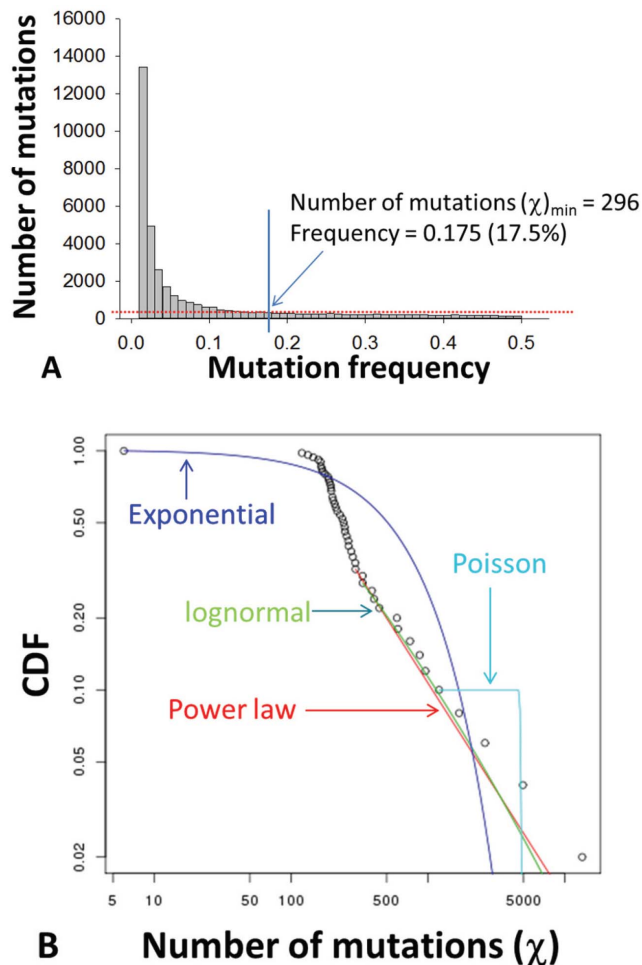 Number of mutations
16000
14000
12000
10000
8000
6000
4000
2000
0
Number of mutations (χ)min = 296
Frequency = 0.175 (17.5%)
0.0 0.1 0.2 0.3 0.4 0.5
A Mutation frequency
CDF
1.00
0.50
0.20
0.10
0.05
0.02
Exponential
Poisson
lognormal
Power law
5 10 50 100 500 5000
B Number of mutations (χ)